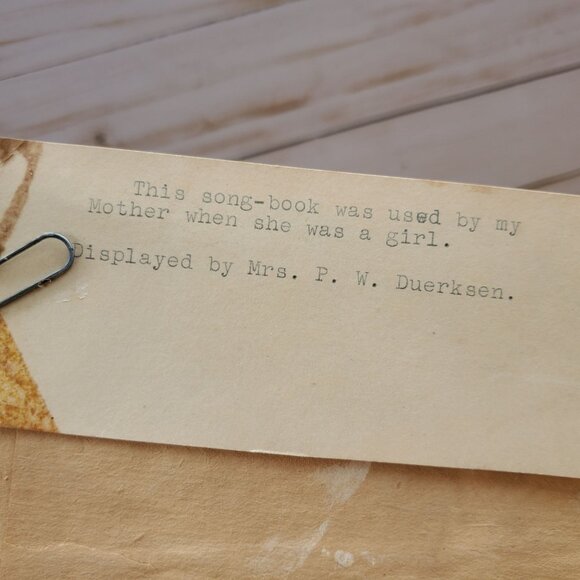 This song-book was used by my
Mother when she was a girl.
Displayed by Mrs. P. W. Duerksen.